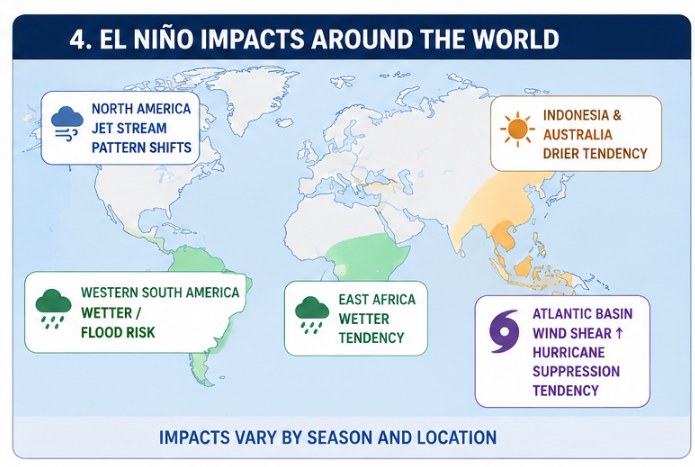 4. EL NIÑO IMPACTS AROUND THE WORLD
NORTH AMERICA
JET STREAM
PATTERN SHIFTS
INDONESIA &
AUSTRALIA
DRIER TENDENCY
WESTERN SOUTH AMERICA
WETTER /
FLOOD RISK
EAST AFRICA
WETTER
TENDENCY
ATLANTIC BASIN
WIND SHEAR ↑
HURRICANE
SUPPRESSION
TENDENCY
IMPACTS VARY BY SEASON AND LOCATION